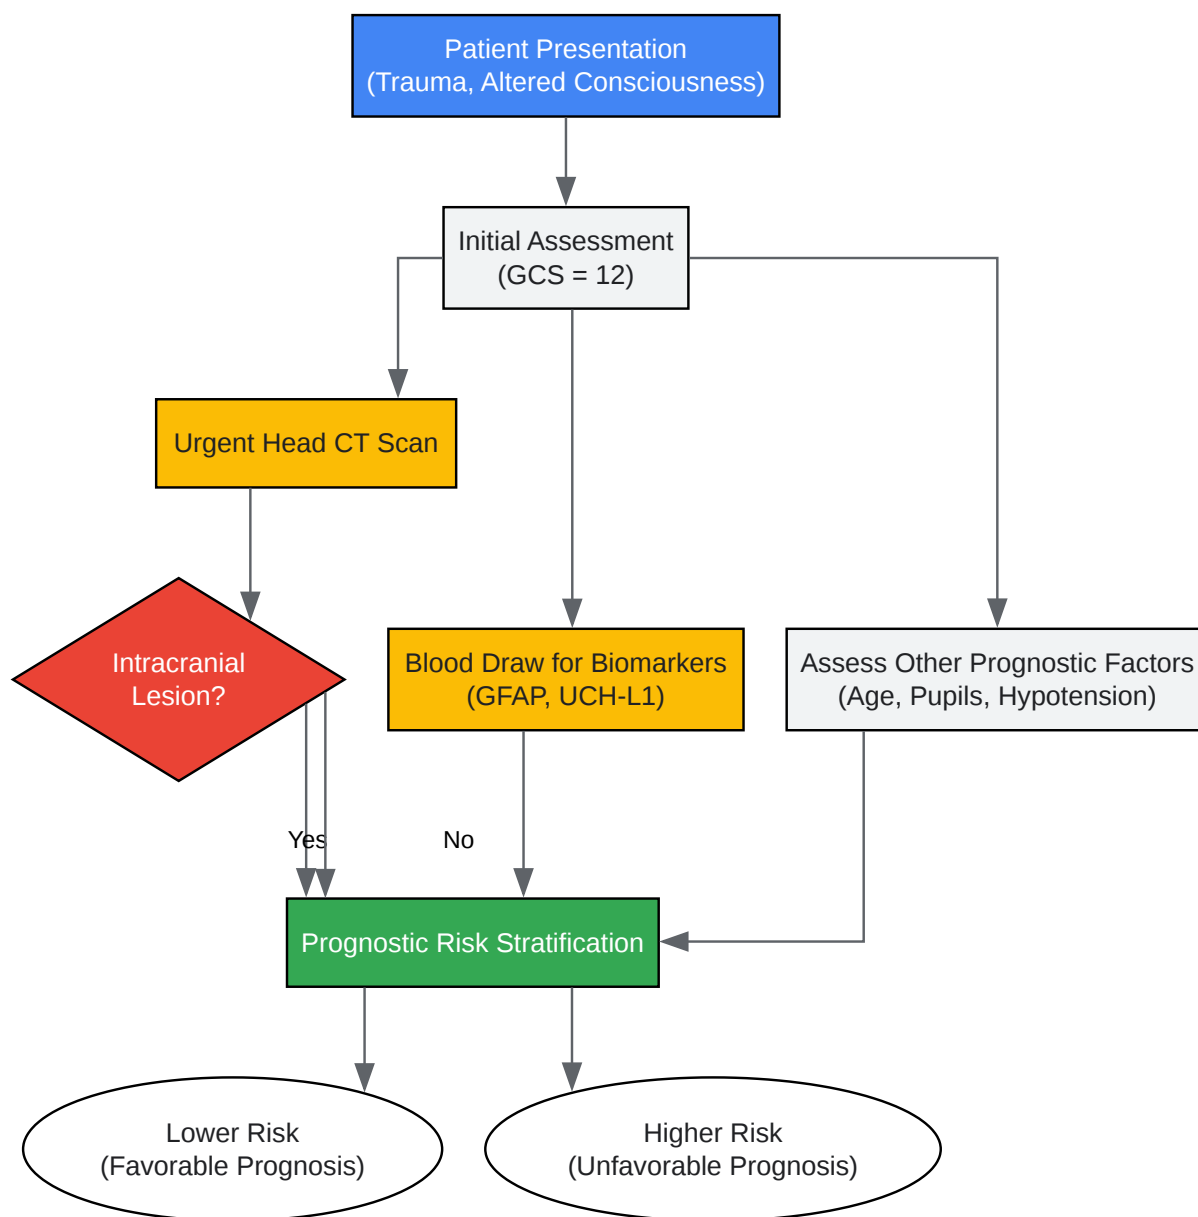 Patient Presentation
(Trauma, Altered Consciousness)
Initial Assessment
(GCS = 12)
Urgent Head CT Scan
Intracranial
Lesion?
Blood Draw for Biomarkers
(GFAP, UCH-L1)
Assess Other Prognostic Factors
(Age, Pupils, Hypotension)
Yes
No
Prognostic Risk Stratification
Lower Risk
(Favorable Prognosis)
Higher Risk
(Unfavorable Prognosis)